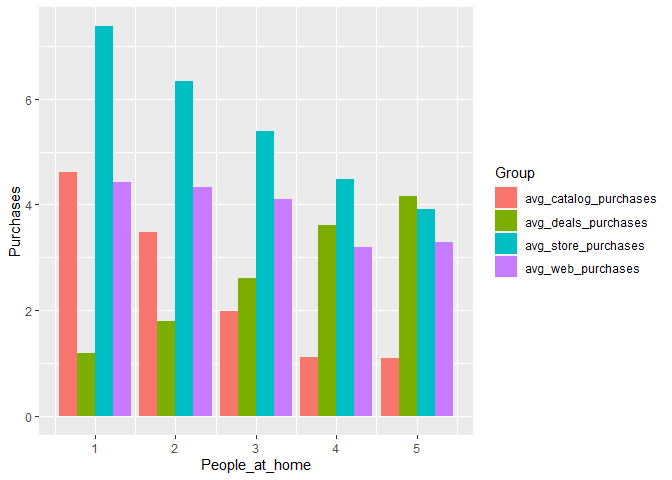 Purchases
6
4
2
0
1 2 3 4 5
People_at_home
Group
avg_catalog_purchases
avg_deals_purchases
avg_store_purchases
avg_web_purchases